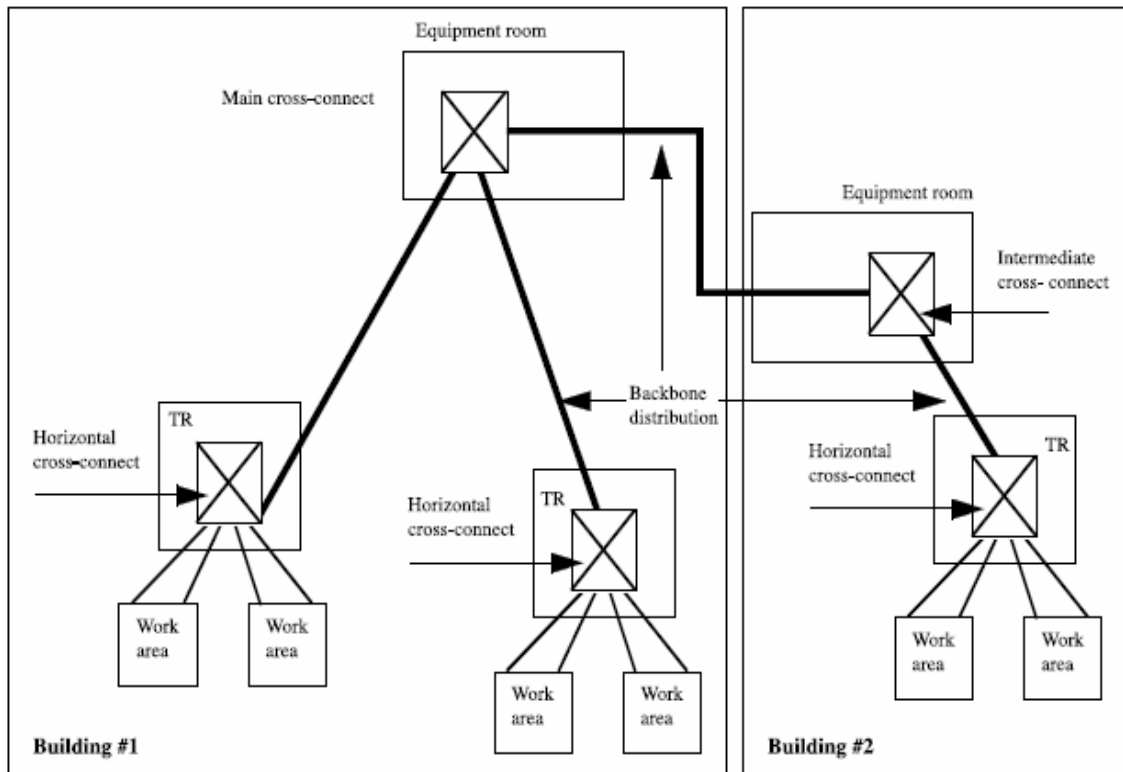 Equipment room
Main cross-connect
Equipment room
Intermediate
cross- connect
Backbone
distribution
TR
Horizontal
cross-connect
TR
Horizontal
cross-connect
TR
Horizontal
cross-connect
Work
area
Work
area
Work
area
Work
area
Work
area
Work
area
Building #1
Building #2